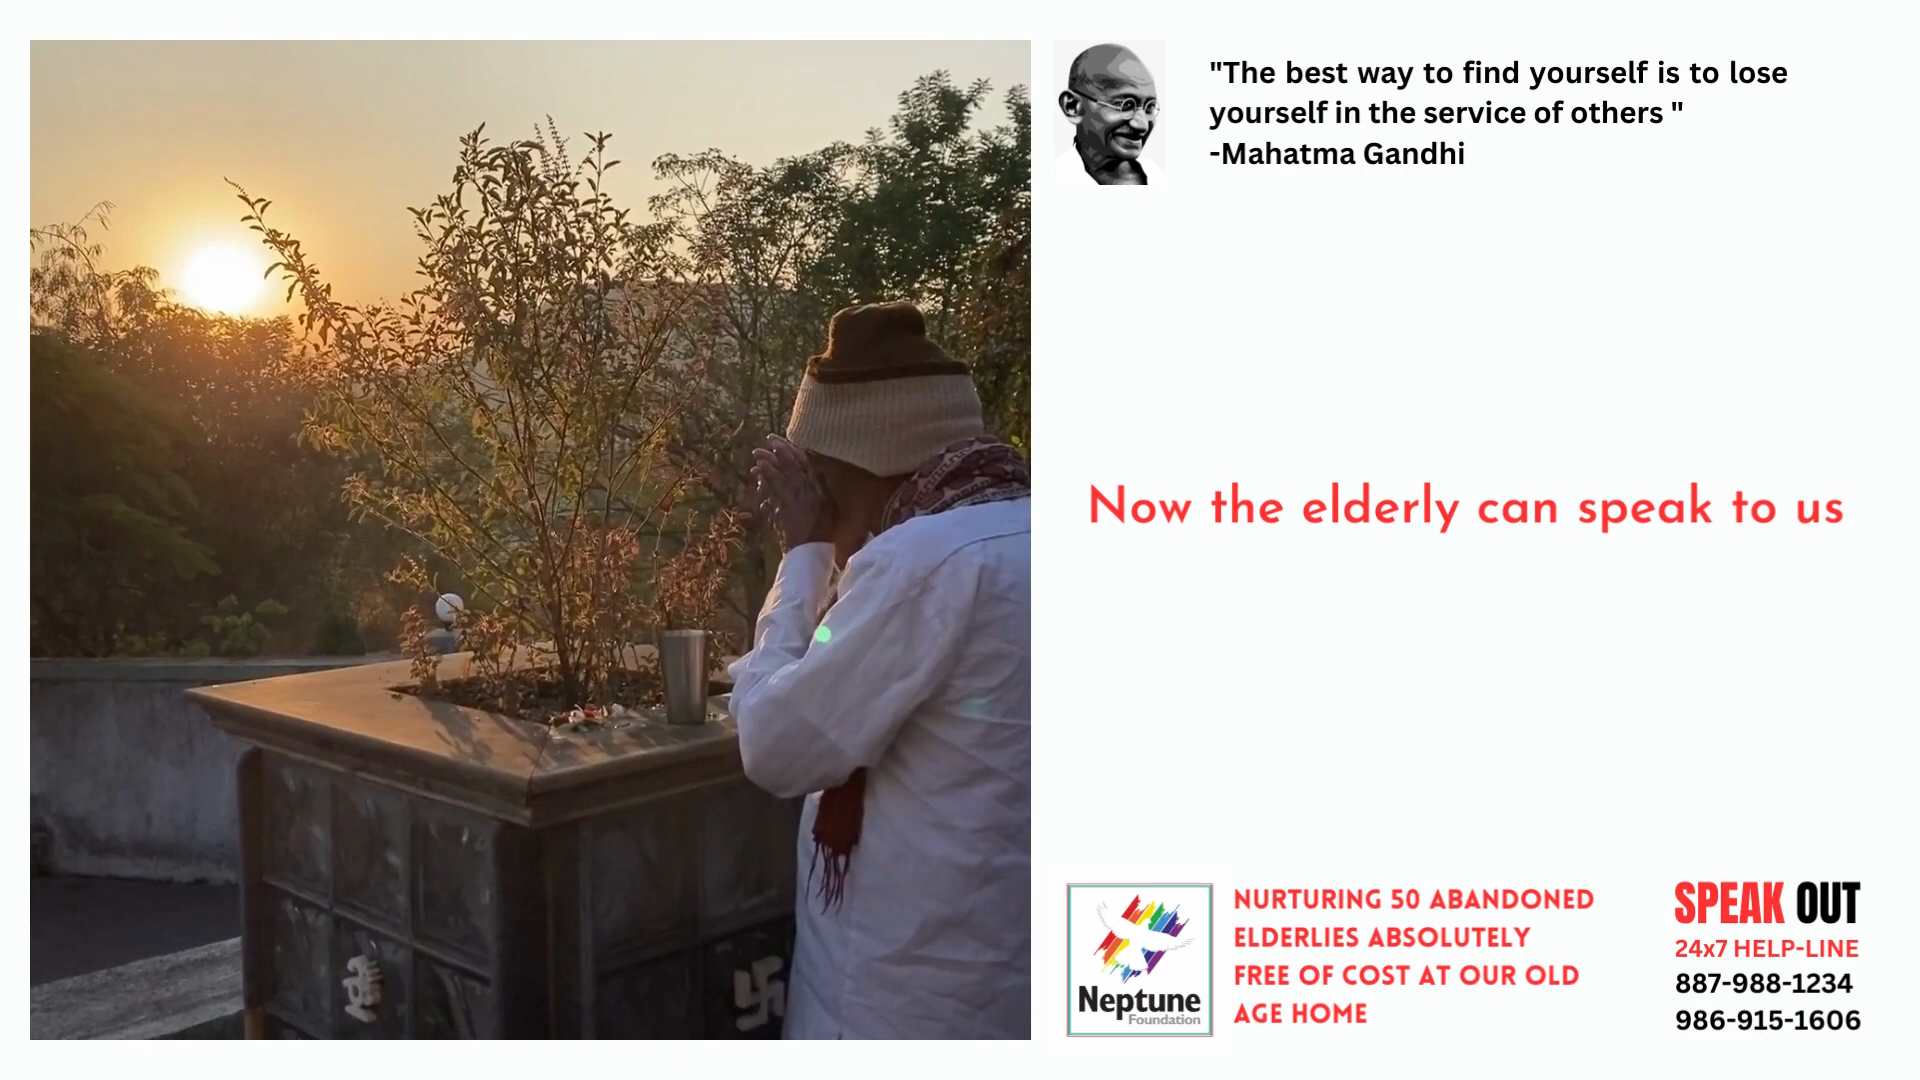 "The best way to find yourself is to lose
yourself in the service of others "
-Mahatma Gandhi
Now the elderly can speak to us
Neptune
Foundation
NURTURING 50 ABANDONED
ELDERLIES ABSOLUTELY
FREE OF COST AT OUR OLD
AGE HOME
SPEAK OUT
24x7 HELP-LINE
887-988-1234
986-915-1606